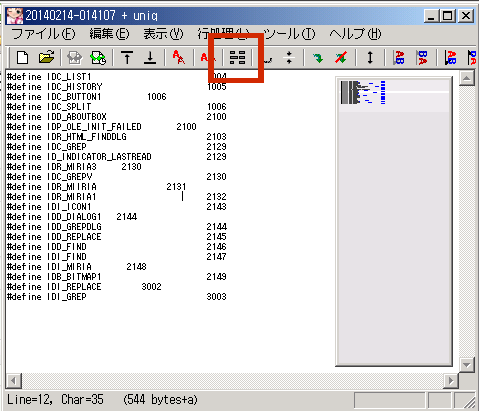 20140214-014107 + uniq
ファイル(F) 編集(E) 表示(V) 行処理(L) ツール(T) ヘルプ(H)
#define IDC_LIST1 1004
#define IDC_HISTORY 1005
#define IDC_BUTTON1 1006
#define IDC_SPLIT 1006
#define IDD_ABOUTBOX 2100
#define IDP_OLE_INIT_FAILED 2100
#define IDR_HTML_FINDDLG 2103
#define IDC_GREP 2129
#define ID_INDICATOR_LASTREAD 2129
#define IDR_MIRIA3 2130
#define IDC_GREPV 2130
#define IDR_MIIRIA 2131
#define IDR_MIRIA1 2132
#define IDI_ICON1 2143
#define IDD_DIALOG1 2144
#define IDD_GREPDLG 2144
#define IDD_REPLACE 2145
#define IDD_FIND 2146
#define IDI_FIND 2147
#define IDI_MIRIA 2148
#define IDB_BITMAP1 2149
#define IDI_REPLACE 3002
#define IDI_GREP 3003
Line=12, Char=35 (544 bytes+a)